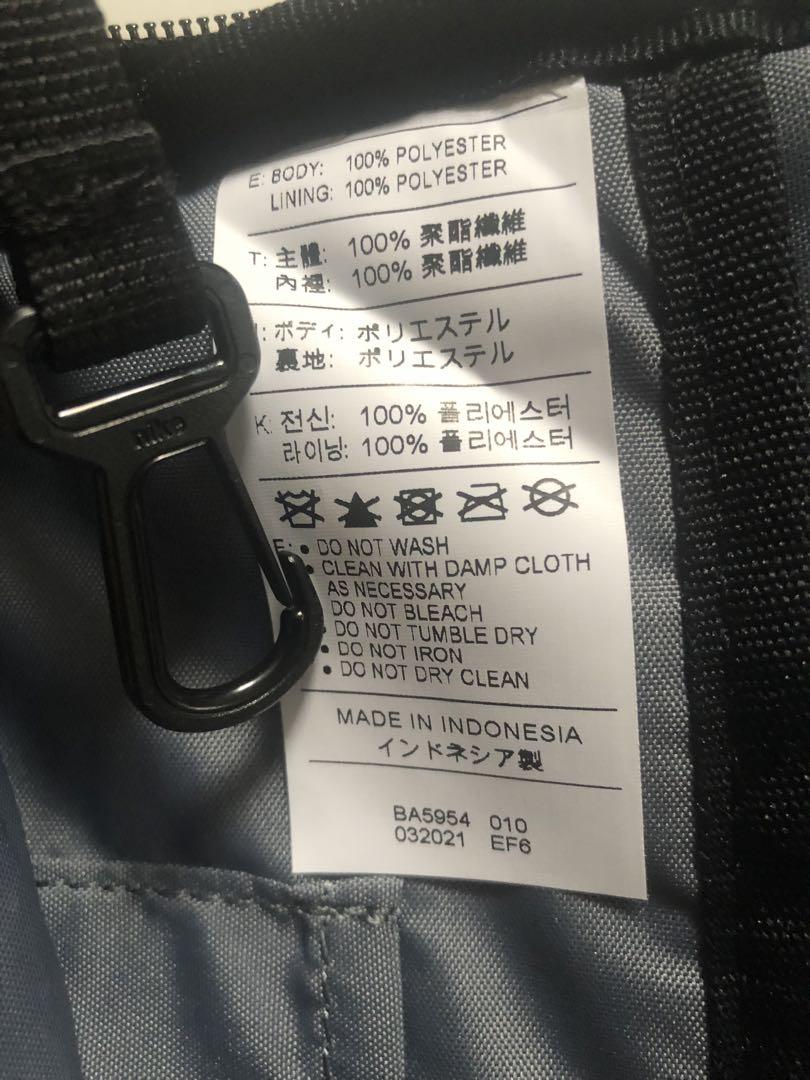 E: BODY: 100% POLYESTER
LINING: 100% POLYESTER
T: 主體: 100% 聚酯纖維
內裡: 100% 聚酯纖維
ボディ: ポリエステル
裏地: ポリエステル
K: 전신: 100% 폴리에스터
라이닝: 100% 폴리에스터
nike
E: • DO NOT WASH
• CLEAN WITH DAMP CLOTH
AS NECESSARY
DO NOT BLEACH
• DO NOT TUMBLE DRY
• DO NOT IRON
• DO NOT DRY CLEAN
MADE IN INDONESIA
インドネシア製
BA5954 010
032021 EF6